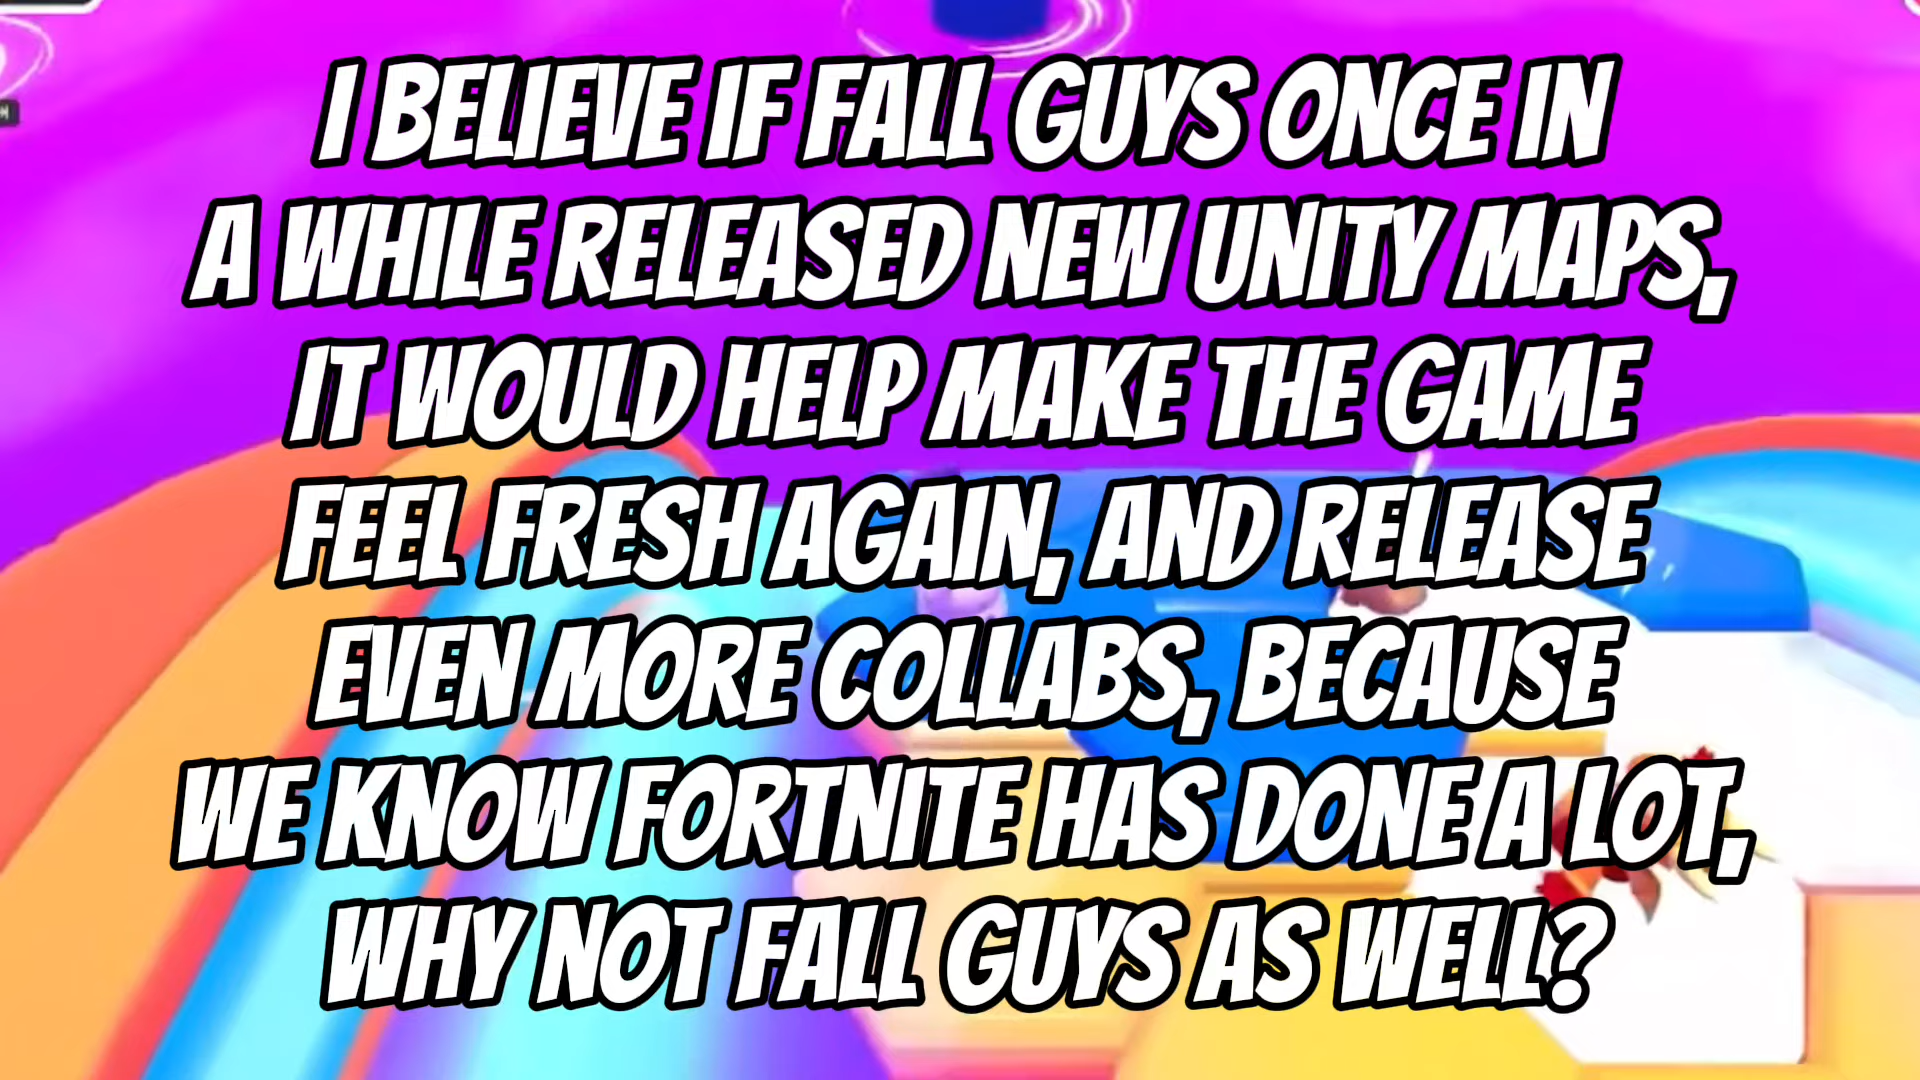 I BELIEVE IF FALL GUYS ONCE IN
A WHILE RELEASED NEW UNITY MAPS,
IT WOULD HELP MAKE THE GAME
FEEL FRESH AGAIN, AND RELEASE
EVEN MORE COLLABS, BECAUSE
WE KNOW FORTNITE HAS DONE A LOT,
WHY NOT FALL GUYS AS WELL?